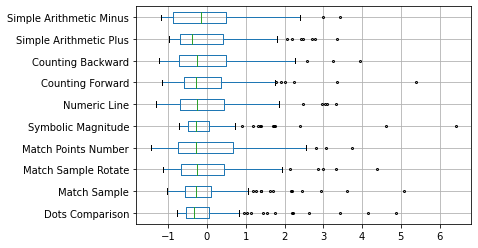 Simple Arithmetic Minus
Simple Arithmetic Plus
Counting Backward
Counting Forward
Numeric Line
Symbolic Magnitude
Match Points Number
Match Sample Rotate
Match Sample
Dots Comparison
−1 0 1 2 3 4 5 6